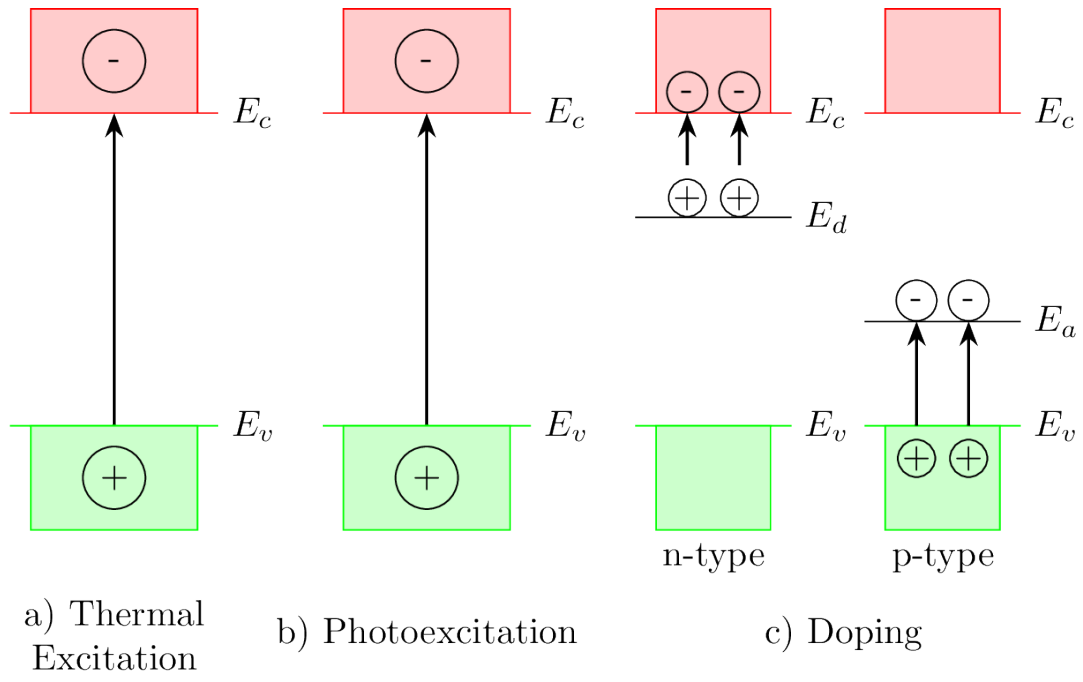 - - - - E_c E_c E_c E_c
+ + E_d
- - E_a
E_v E_v E_v E_v
+ + + +
n-type p-type
a) Thermal
Excitation
b) Photoexcitation
c) Doping